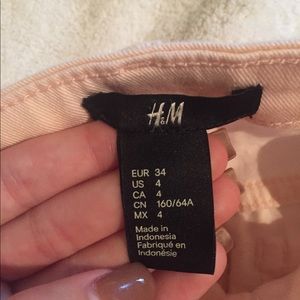 H&M
EUR 34
US 4
CA 4
CN 160/64A
MX 4
Made in
Indonesia
Fabriqué en
Indonésie